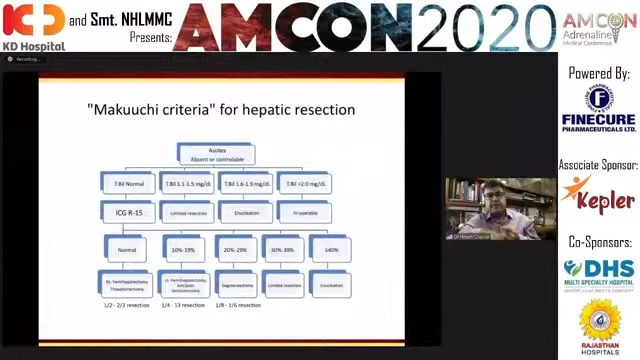 KD Hospital
and Smt. NHLMMC
Presents:
AMCON2020
AMCON
Adrenaline
Medical Conference
Recording...
"Makuuchi criteria" for hepatic resection
Ascites
Absent or controlable
T.Bil Normal
T.Bil 1.1-1.5 mg/dL
T.Bil 1.6-1.9 mg/dL
T.Bil >2.0 mg/dL
ICG R-15
Limited resection
Enucleation
In-operable
Normal
10%-19%
20%-29%
30%-39%
≥40%
Trisectionectomy
Segmentectomy
Limited resection
Enucleation
1/2 - 2/3 resection
1/4 - 13 resection
1/8 - 1/6 resection
Powered By:
FINECURE
PHARMACEUTICALS LTD.
Associate Sponsor:
Kepler
Co-Sponsors:
DHS
MULTI SPECIALITY HOSPITAL
RAJASTHAN
HOSPITALS